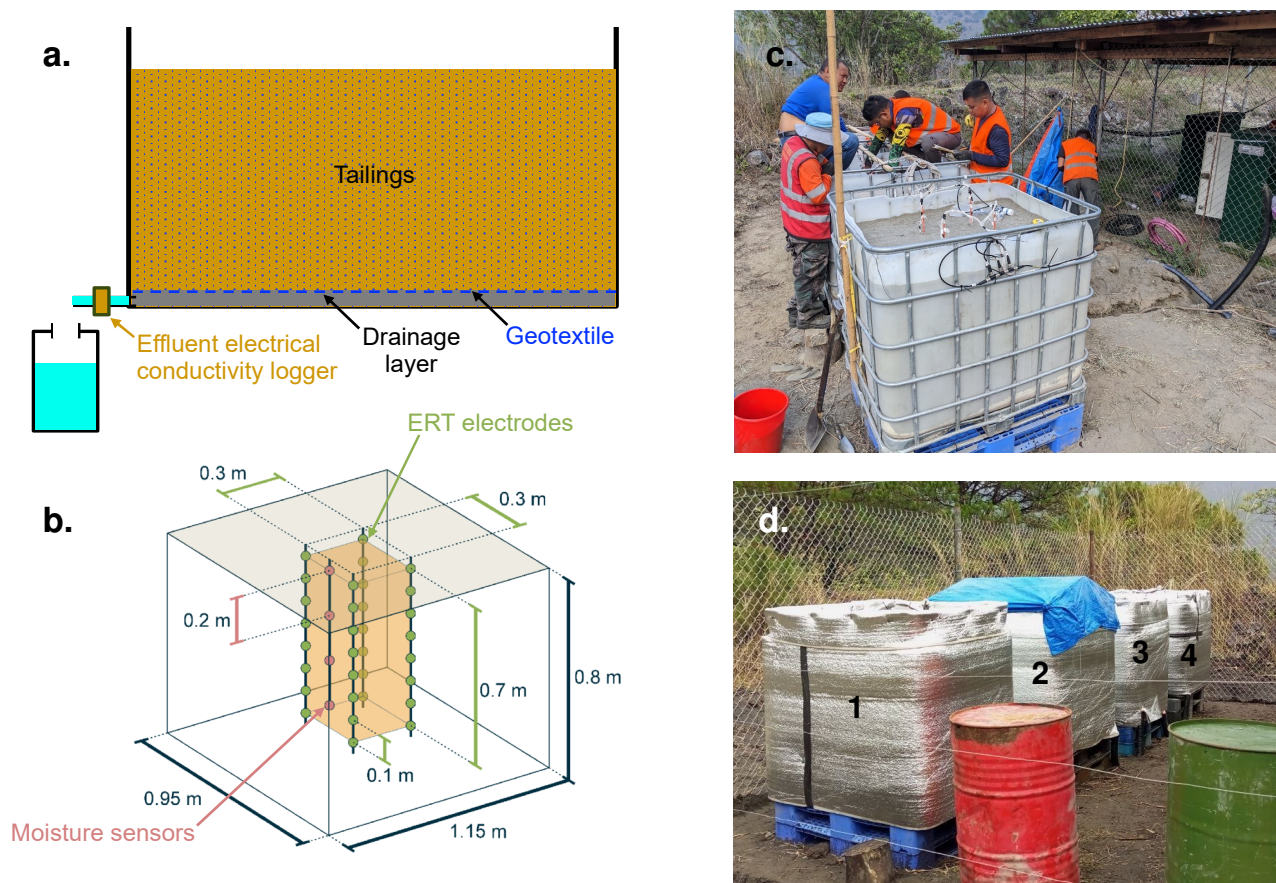 a.
Tailings
Effluent electrical
conductivity logger
Drainage
layer
Geotextile
b.
ERT electrodes
0.3 m
0.3 m
0.2 m
0.7 m
0.8 m
0.1 m
0.95 m
1.15 m
Moisture sensors
c.
d.
1
2
3
4